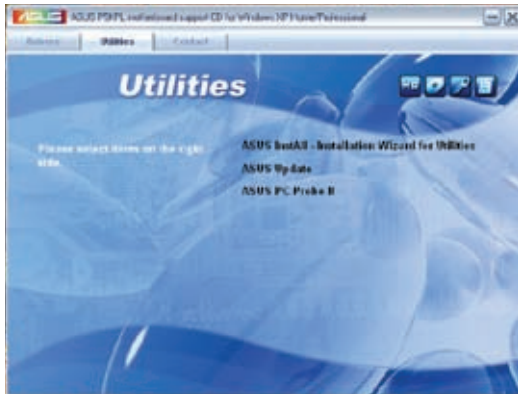 ASUS P5KPL motherboard support CD for Windows XP Home/Professional
Drivers Utilities Contact
Utilities
Please select items on the right side.
ASUS InstAll - Installation Wizard for Utilities
ASUS Update
ASUS PC Probe II